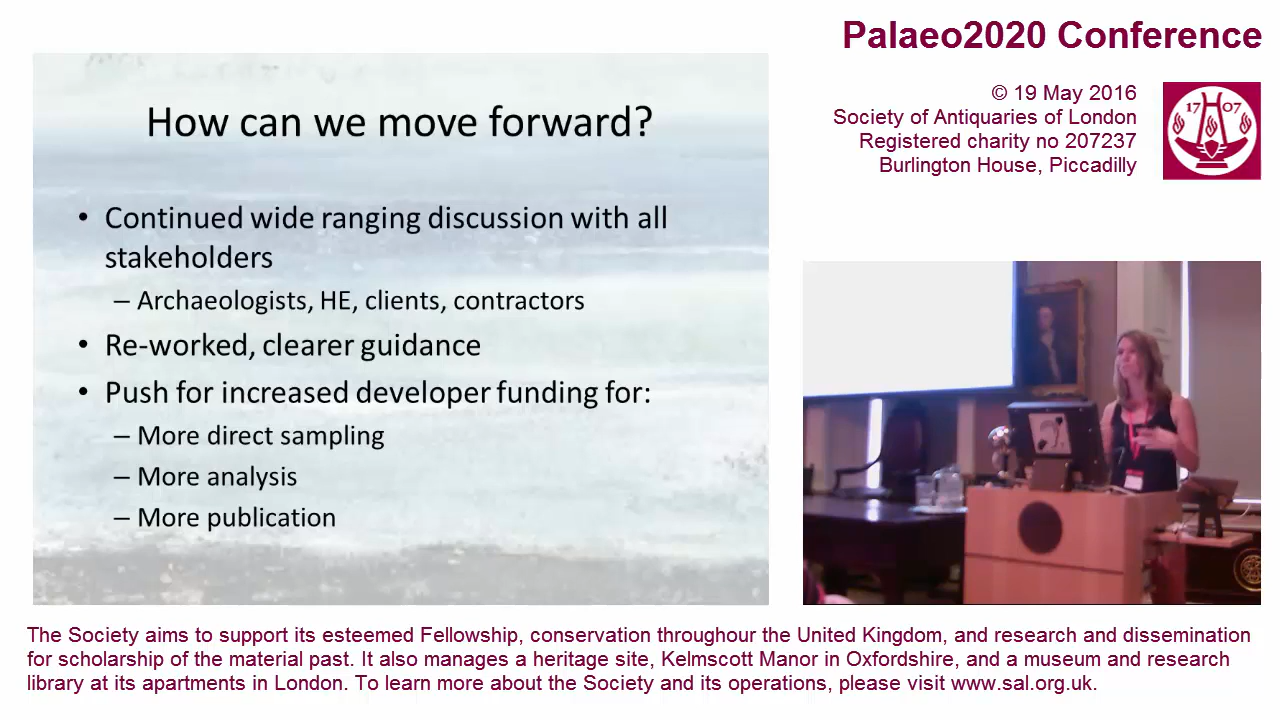 Palaeo2020 Conference
© 19 May 2016
Society of Antiquaries of London
Registered charity no 207237
Burlington House, Piccadilly
17 07
How can we move forward?
• Continued wide ranging discussion with all
stakeholders
– Archaeologists, HE, clients, contractors
• Re-worked, clearer guidance
• Push for increased developer funding for:
– More direct sampling
– More analysis
– More publication
The Society aims to support its esteemed Fellowship, conservation throughour the United Kingdom, and research and dissemination
for scholarship of the material past. It also manages a heritage site, Kelmscott Manor in Oxfordshire, and a museum and research
library at its apartments in London. To learn more about the Society and its operations, please visit www.sal.org.uk.